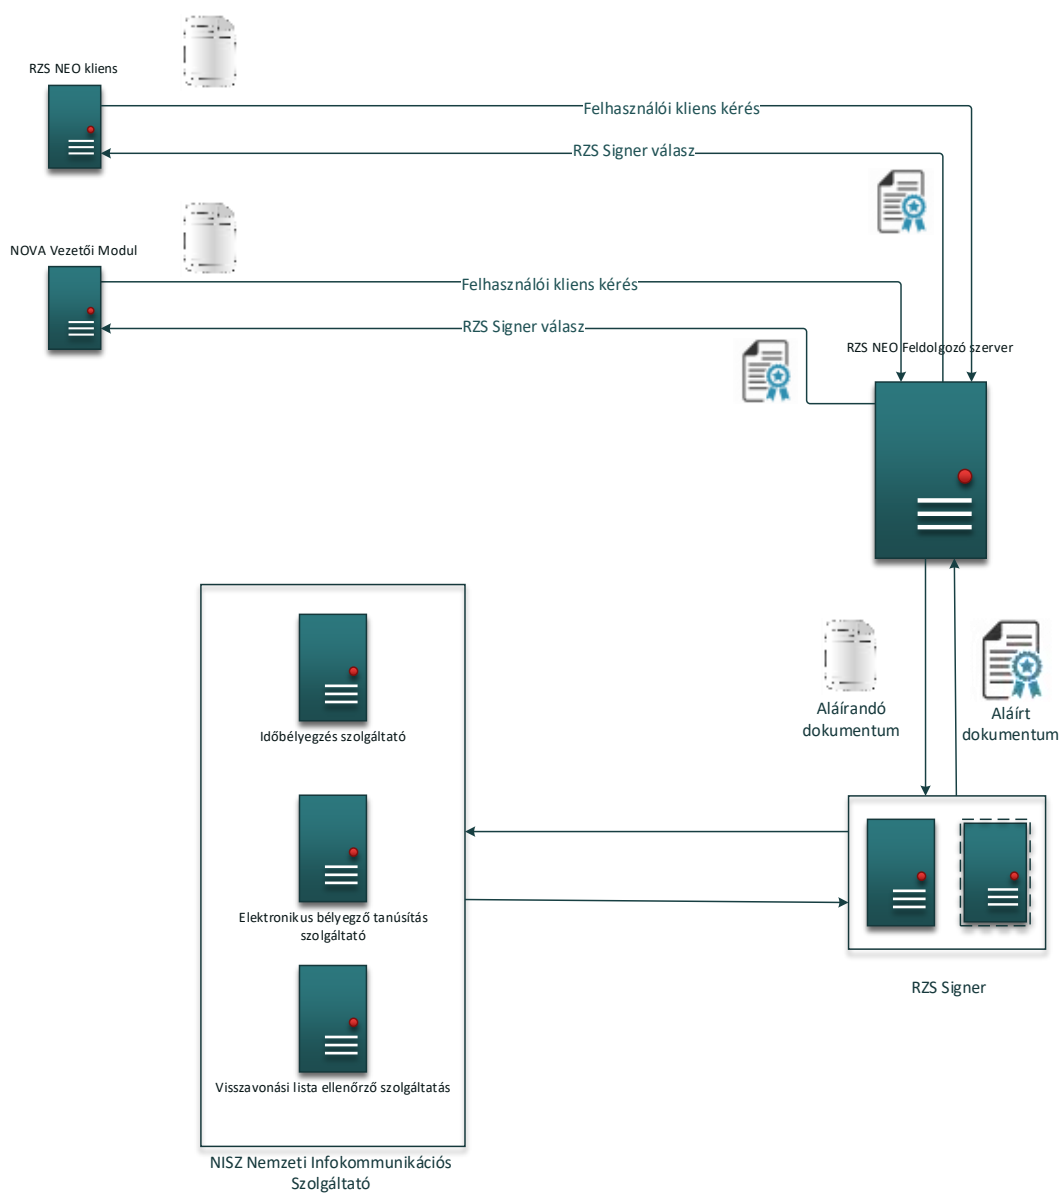 RZS NEO kliens
Felhasználói kliens kérés
RZS Signer válasz
NOVA Vezetői Modul
Felhasználói kliens kérés
RZS Signer válasz
RZS NEO Feldolgozó szerver
Aláírandó
dokumentum
Aláírt
dokumentum
Időbélyegzés szolgáltató
Elektronikus bélyegző tanúsítás
szolgáltató
RZS Signer
Visszavonási lista ellenőrző szolgáltatás
NISZ Nemzeti Infokommunikációs
Szolgáltató